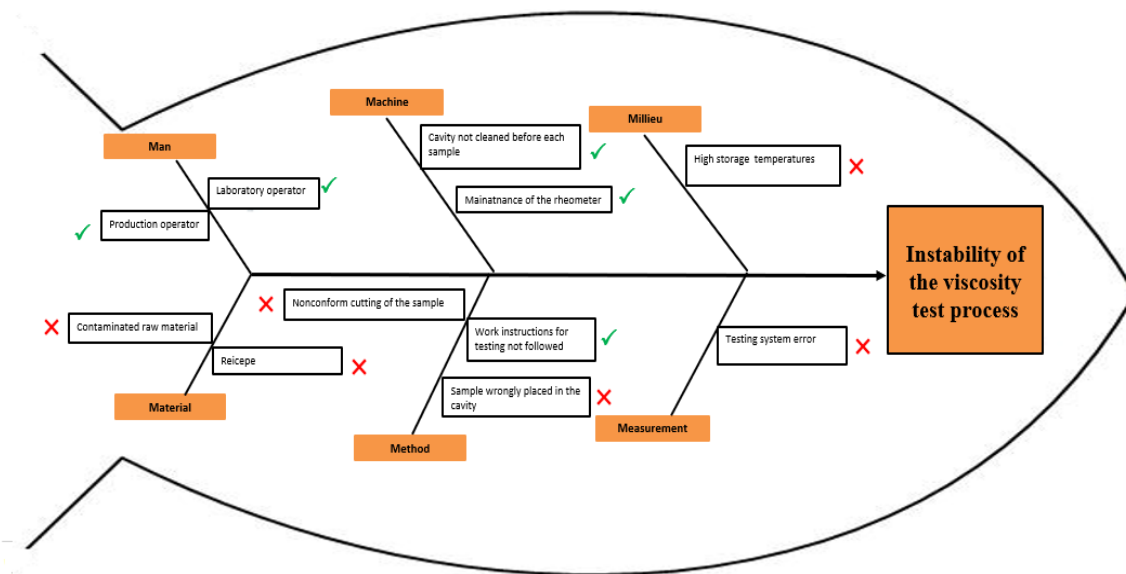 Machine
Millieu
Man
Cavity not cleaned before each
sample
High storage temperatures
Laboratory operator
Mainatnance of the rheometer
Production operator
Instability of
the viscosity
test process
Nonconform cutting of the sample
Contaminated raw material
Work instructions for
testing not followed
Testing system error
Reicepe
Sample wrongly placed in the
cavity
Material
Method
Measurement